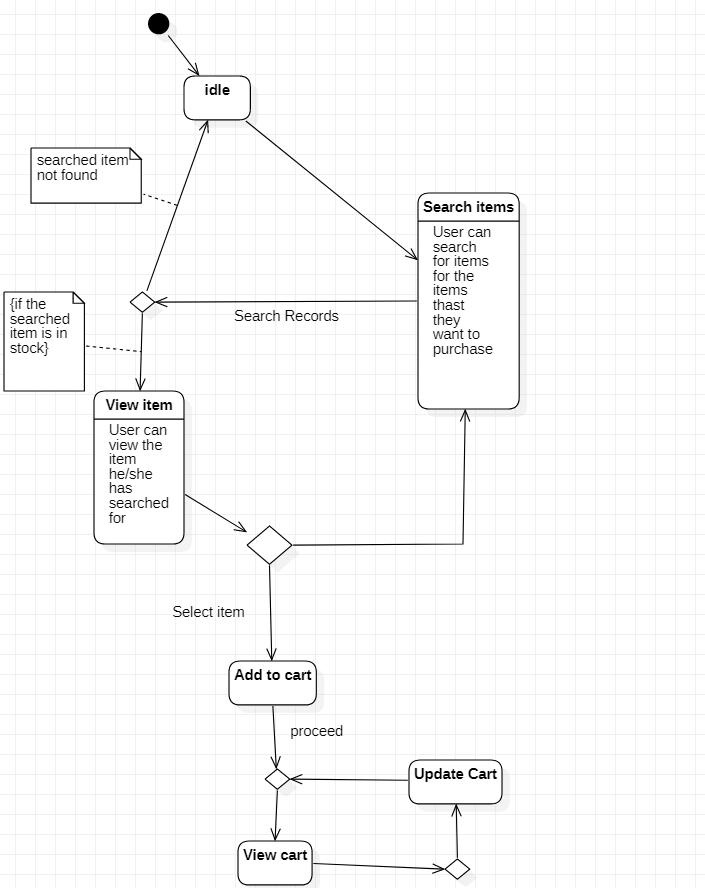 idle
searched item
not found
Search items
User can
search
for items
for the
items
thast
they
want to
purchase
{if the
searched
item is in
stock}
Search Records
View item
User can
view the
item
he/she
has
searched
for
Select item
Add to cart
proceed
Update Cart
View cart